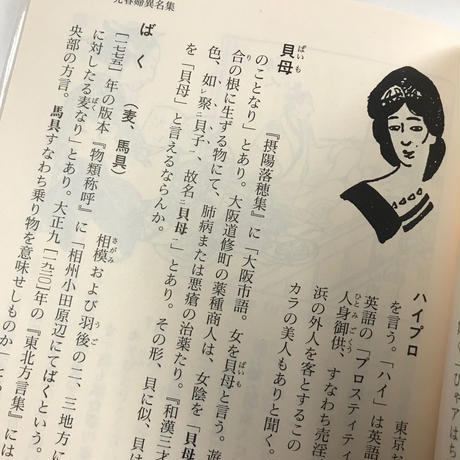 春婦異名集
ハイプロ
東京お
を言う。「ハイ」は英語
英語の「プロスティティ
人身御供、すなわち売淫
浜の外人を客とするこの
カラの美人もありと聞く。
貝母
『摂陽落穂集』に「大阪市語。女を貝母と言う。遊
のことなり」とあり。大阪道修町の薬種商人は、女陰を「貝母
合の根に生ずる物にて、肺病または悪瘡の治薬たり。『和漢三才
色、如レ聚二貝子、故名二貝母一」とあり。その形、貝に似、貝は
を「貝母」と言えるならんか。
ばく（麦、馬具）
相模および羽後の二、三地方に
［一七七五］年の版本『物類称呼』に「相州小田原辺にてばくという。
に対したる麦なり」とあり。大正九［一九二〇］年の『東北方言集』には
央部の方言。馬具すなわち乗り物を意味せしものか」